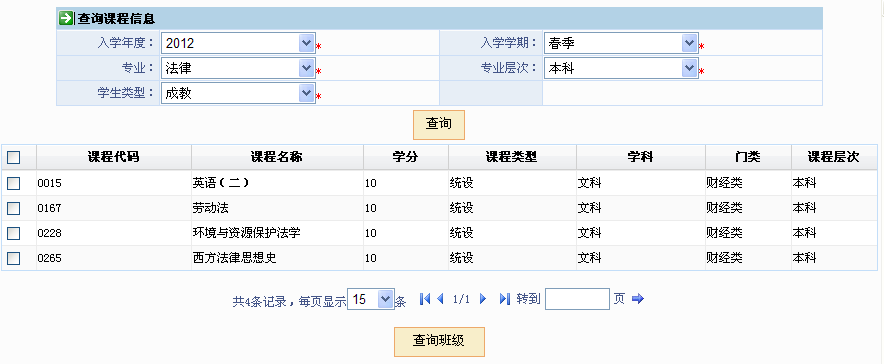 查询课程信息
入学年度： 2012 * 入学学期： 春季 *
专业： 法律 * 专业层次： 本科 *
学生类型： 成教 *
查询
课程代码 课程名称 学分 课程类型 学科 门类 课程层次
0015 英语（二） 10 统设 文科 财经类 本科
0167 劳动法 10 统设 文科 财经类 本科
0228 环境与资源保护法学 10 统设 文科 财经类 本科
0265 西方法律思想史 10 统设 文科 财经类 本科
共4条记录，每页显示 15 条 1/1 转到 页
查询班级